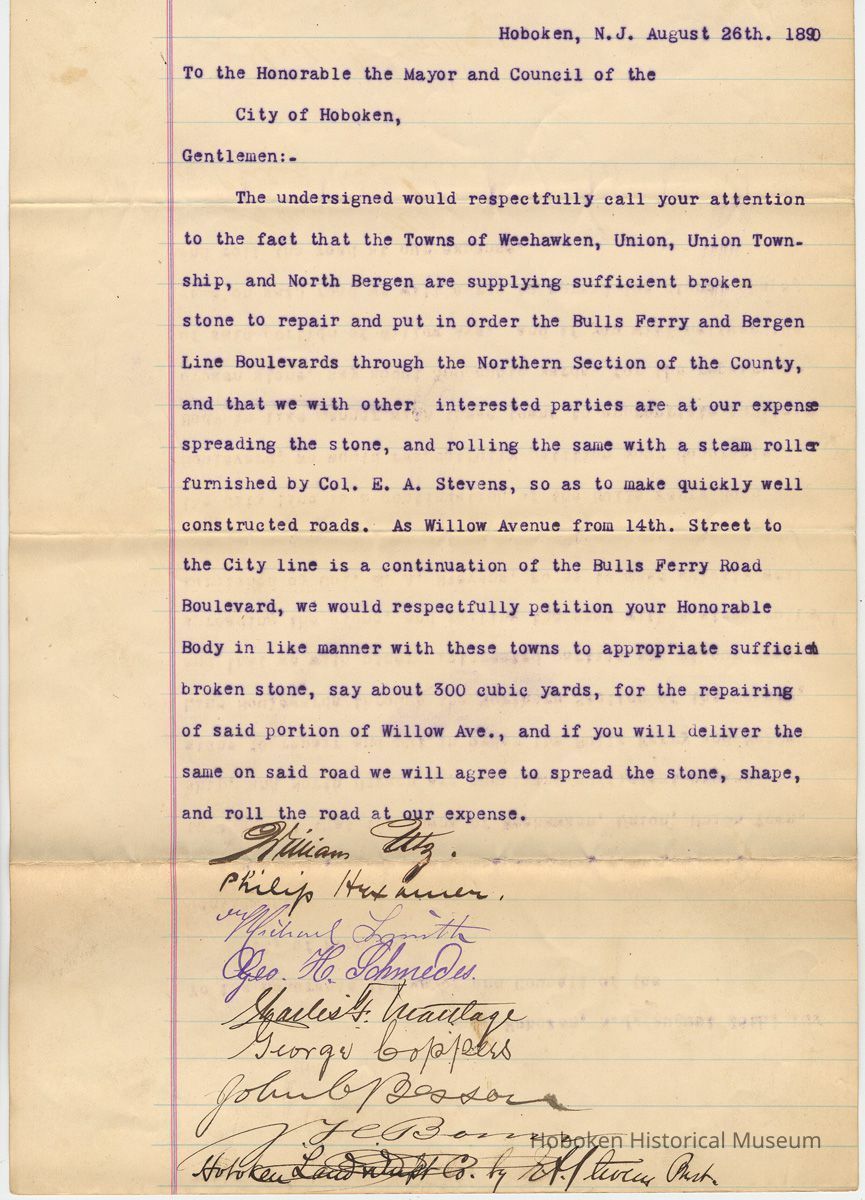 Hoboken, N.J. August 26th. 1890
To the Honorable the Mayor and Council of the
City of Hoboken,
Gentlemen:-
The undersigned would respectfully call your attention
to the fact that the Towns of Weehawken, Union, Union Town-
ship, and North Bergen are supplying sufficient broken
stone to repair and put in order the Bulls Ferry and Bergen
Line Boulevards through the Northern Section of the County,
and that we with other interested parties are at our expense
spreading the stone, and rolling the same with a steam roller
furnished by Col. E. A. Stevens, so as to make quickly well
constructed roads. As Willow Avenue from 14th. Street to
the City line is a continuation of the Bulls Ferry Road
Boulevard, we would respectfully petition your Honorable
Body in like manner with these towns to appropriate sufficient
broken stone, say about 300 cubic yards, for the repairing
of said portion of Willow Ave., and if you will deliver the
same on said road we will agree to spread the stone, shape,
and roll the road at our expense.
William Utz.
Philip Hexamer.
Michael Smith
Geo. H. Schmedes.
Charles F.
George Coppers
John C Besson
J. H.
Hoboken Land & Impt Co. by E A Stevens Prst.
Hoboken Historical Museum